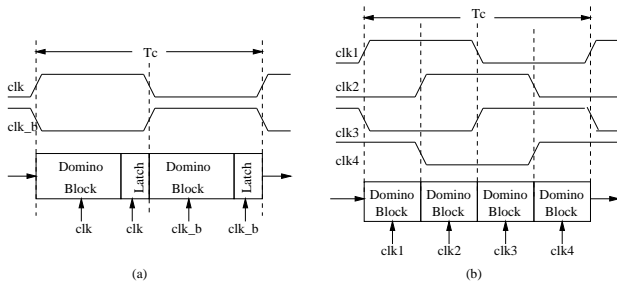 Tc
clk
clk_b
Domino Block
Latch
Domino Block
Latch
clk
clk
clk_b
clk_b
(a)
Tc
clk1
clk2
clk3
clk4
Domino Block
Domino Block
Domino Block
Domino Block
clk1
clk2
clk3
clk4
(b)